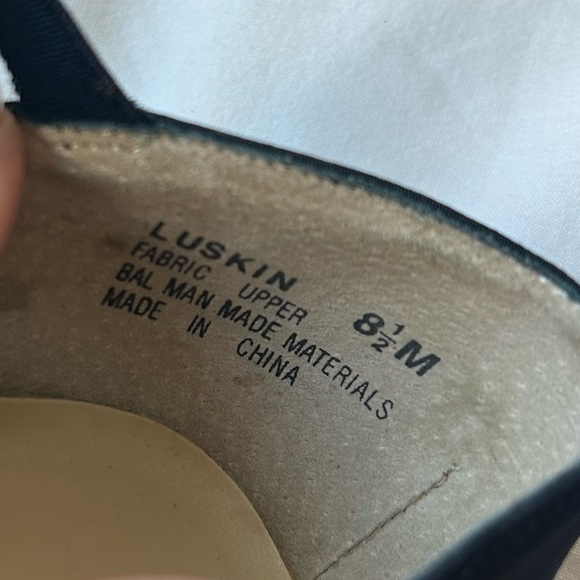 LUSKIN
FABRIC UPPER 8½M
BAL MAN MADE MATERIALS
MADE IN CHINA